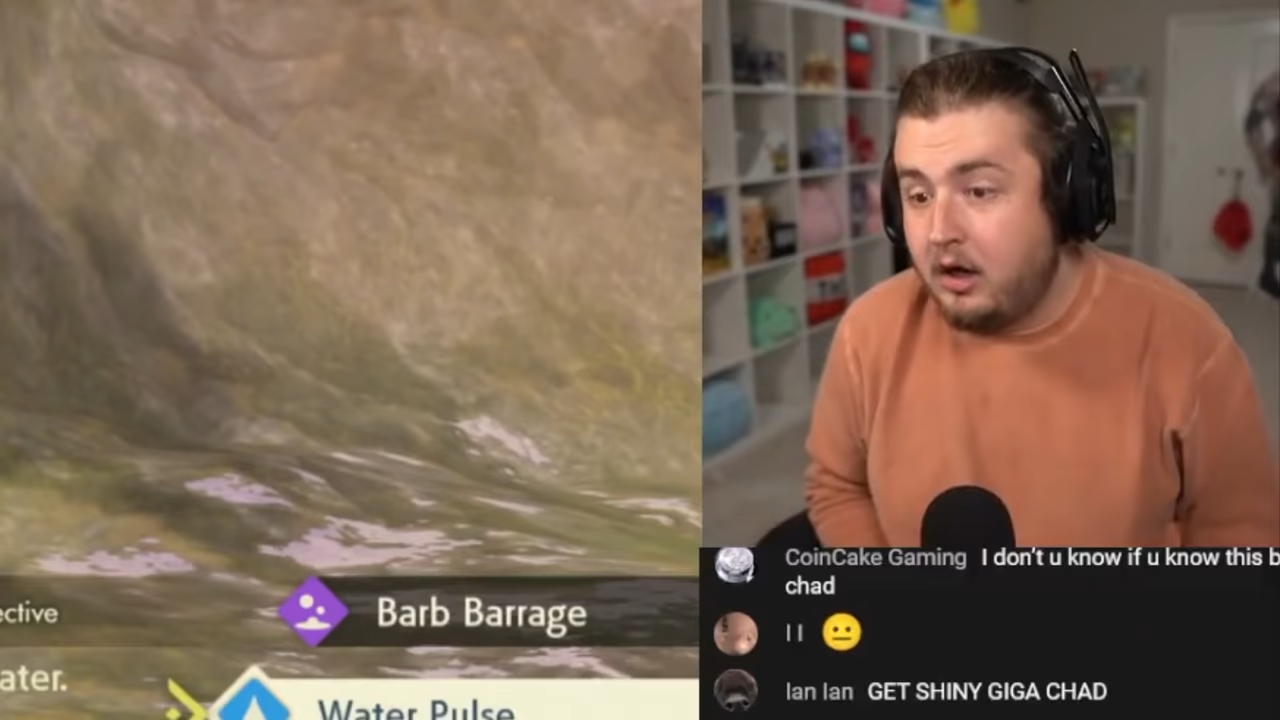 ective
Barb Barrage
ater.
Water Pulse
CoinCake Gaming I don't u know if u know this b
chad
I I 😐
Ian Ian GET SHINY GIGA CHAD